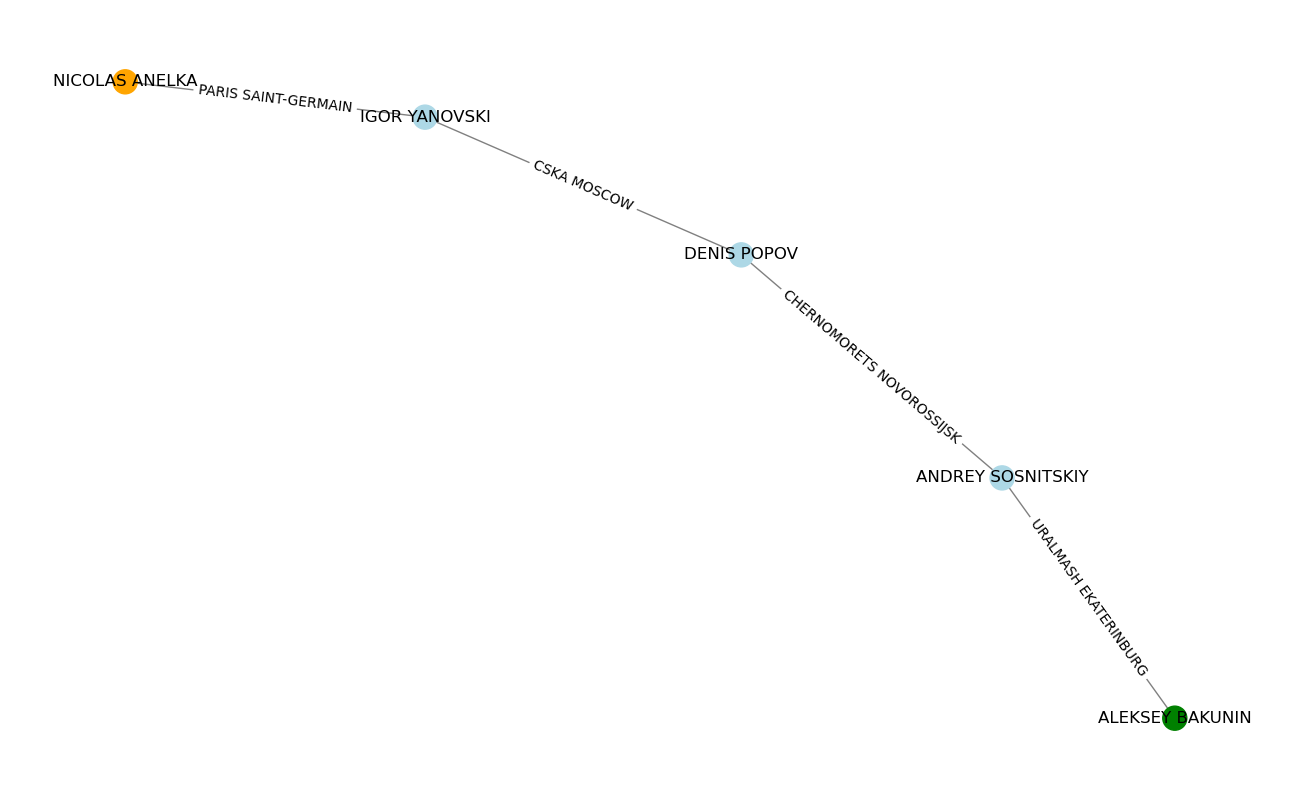 NICOLAS ANELKA
PARIS SAINT-GERMAIN
IGOR YANOVSKI
CSKA MOSCOW
DENIS POPOV
CHERNOMORETS NOVOROSSIJSK
ANDREY SOSNITSKIY
URALMASH EKATERINBURG
ALEKSEY BAKUNIN